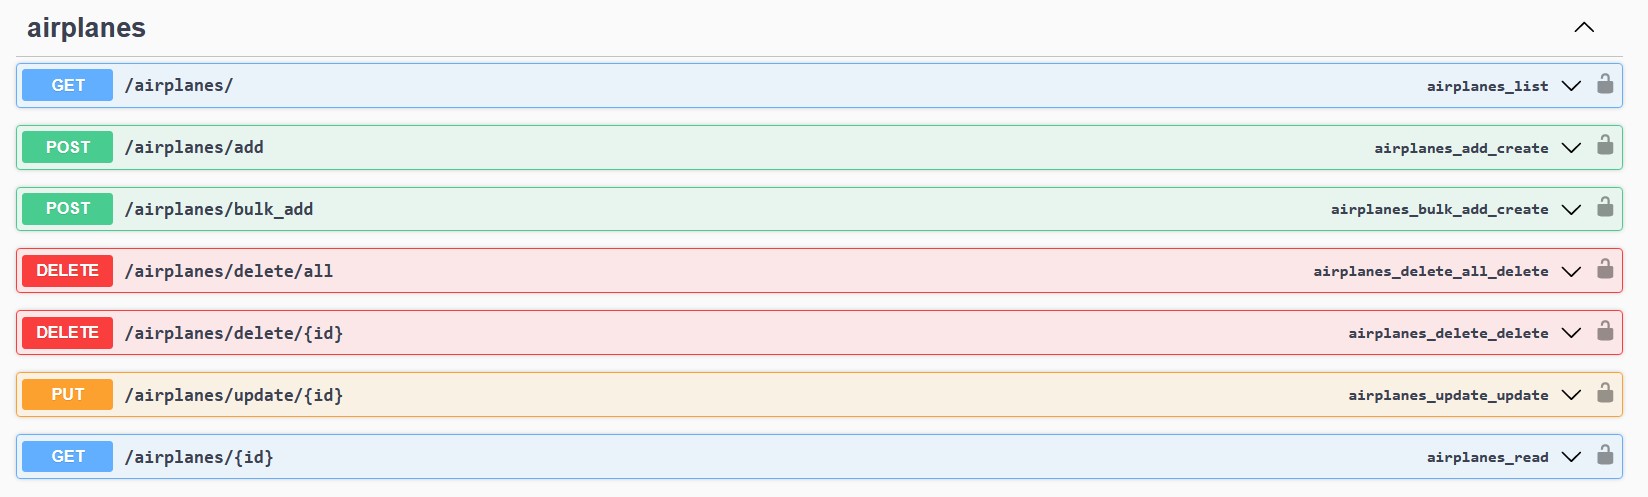 airplanes
GET /airplanes/ airplanes_list
POST /airplanes/add airplanes_add_create
POST /airplanes/bulk_add airplanes_bulk_add_create
DELETE /airplanes/delete/all airplanes_delete_all_delete
DELETE /airplanes/delete/{id} airplanes_delete_delete
PUT /airplanes/update/{id} airplanes_update_update
GET /airplanes/{id} airplanes_read